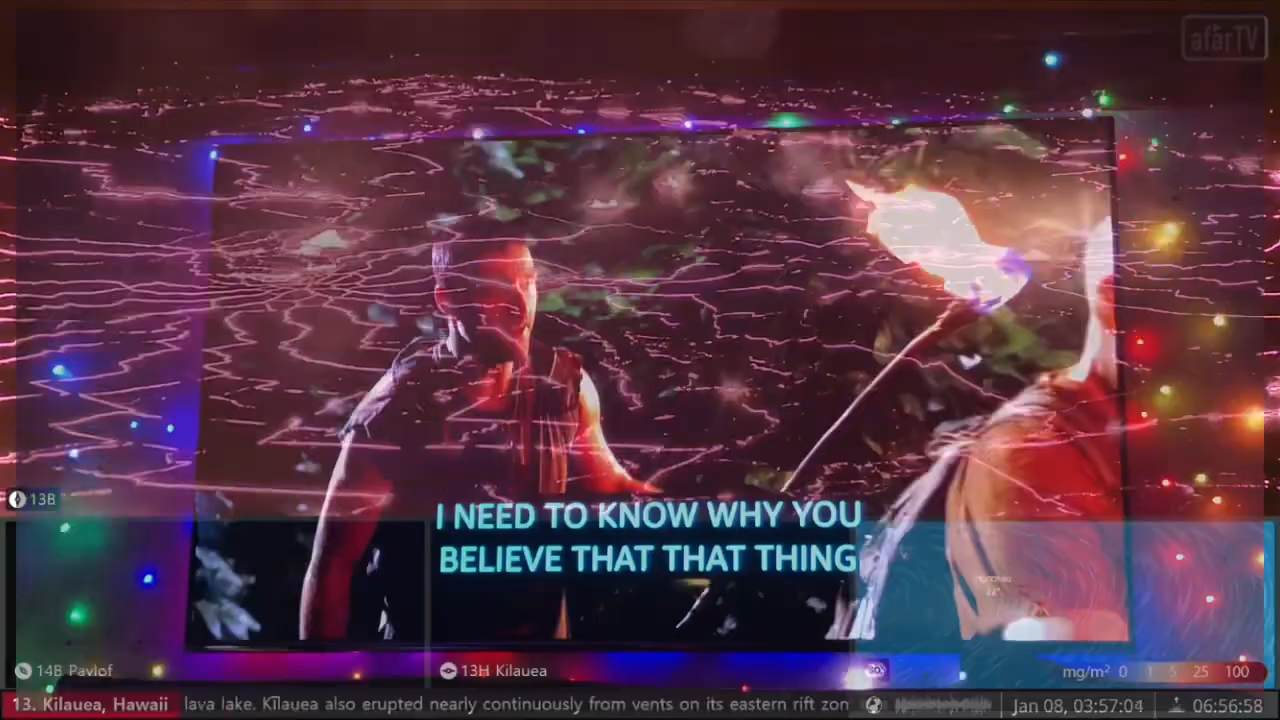 afarTV
I NEED TO KNOW WHY YOU
BELIEVE THAT THAT THING
13B
14B Pavlof
13H Kilauea
mg/m² 0 1 5 25 100
13. Kilauea, Hawaii lava lake. Kīlauea also erupted nearly continuously from vents on its eastern rift zon
Jan 08, 03:57:04 06:56:58